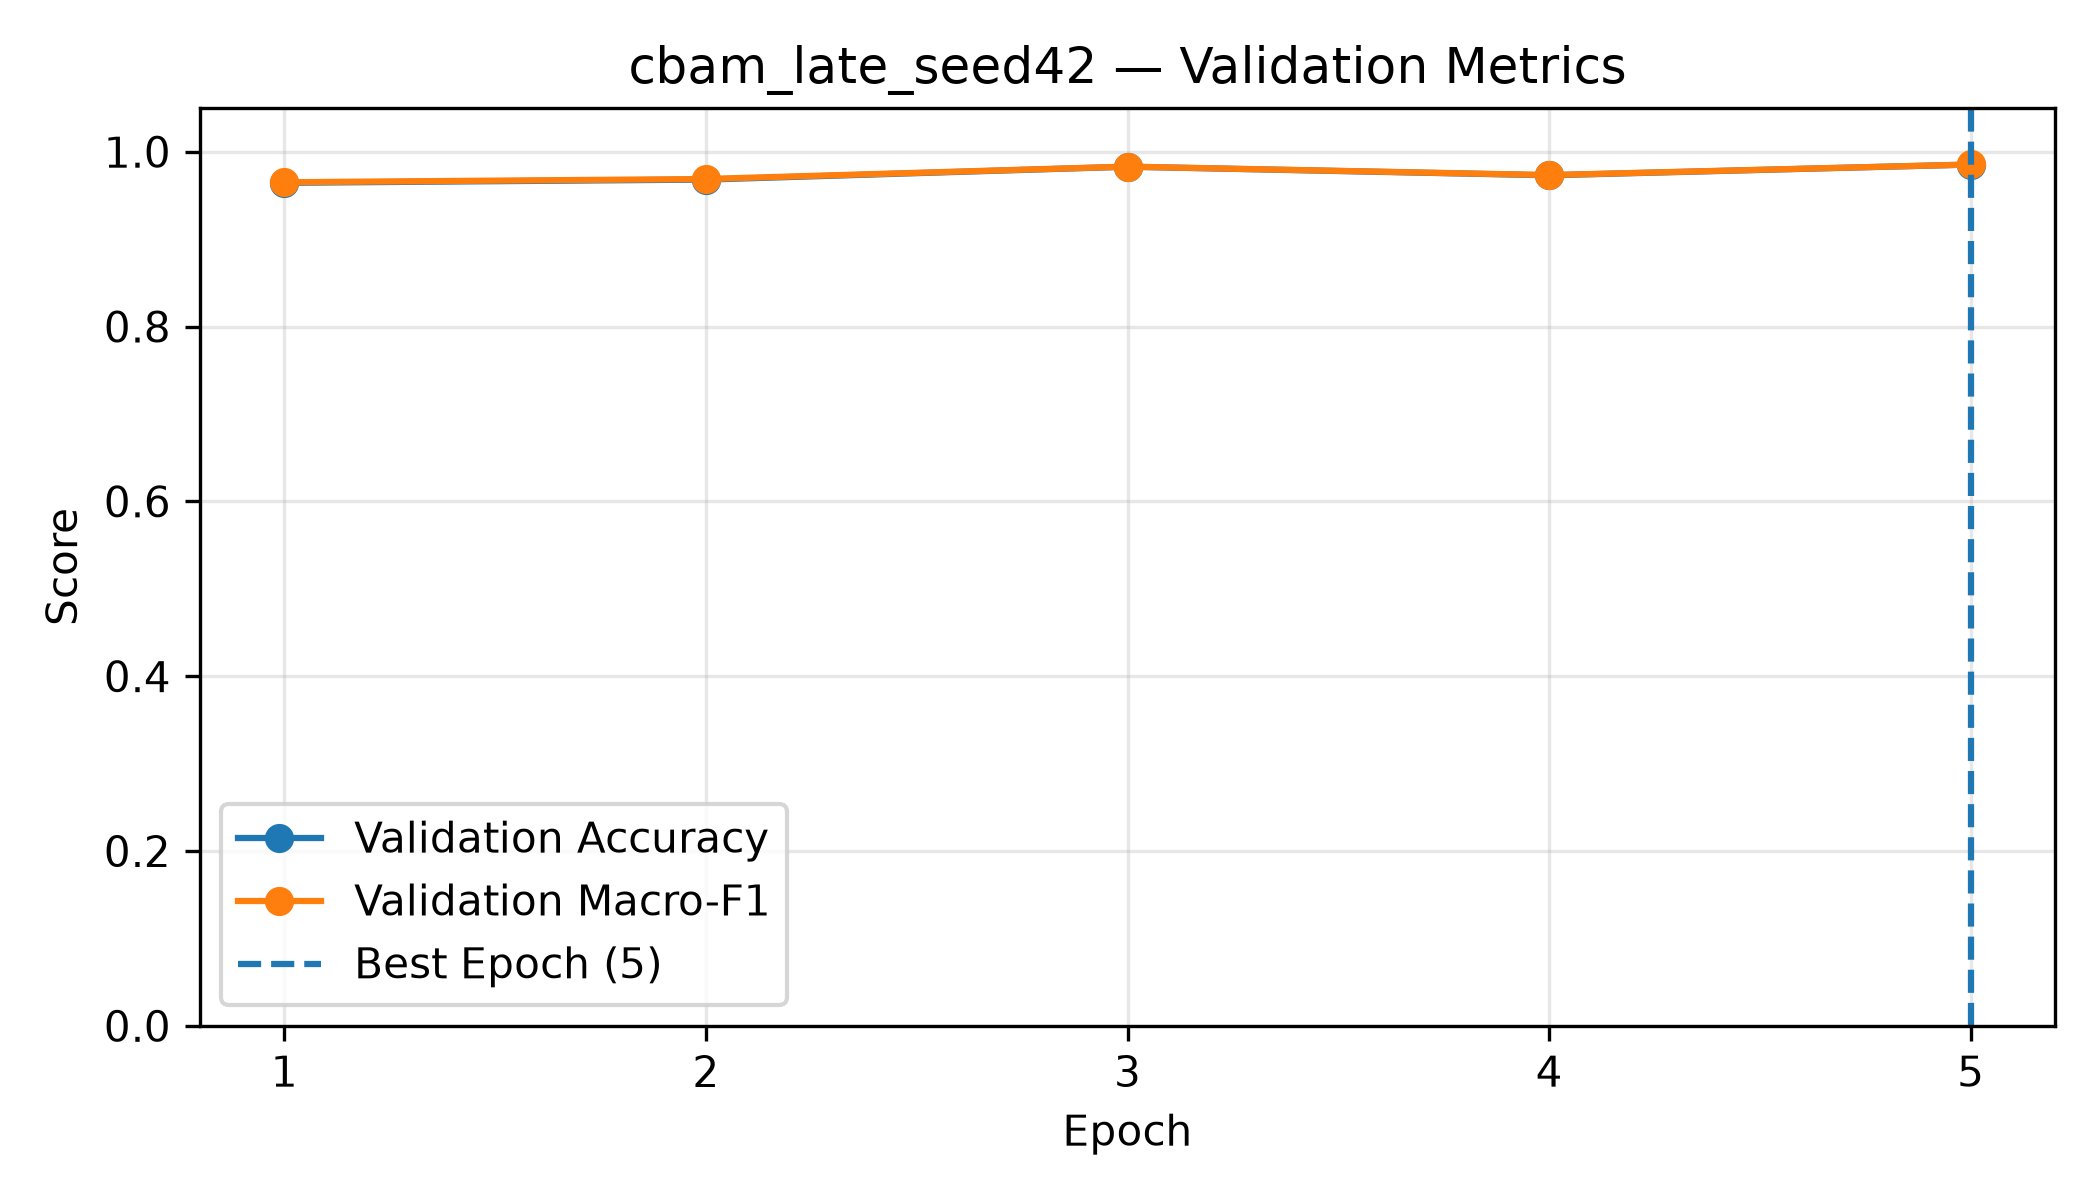 cbam_late_seed42 — Validation Metrics
1.0
0.8
0.6
0.4
0.2
0.0
Score
Validation Accuracy
Validation Macro-F1
Best Epoch (5)
1 2 3 4 5
Epoch